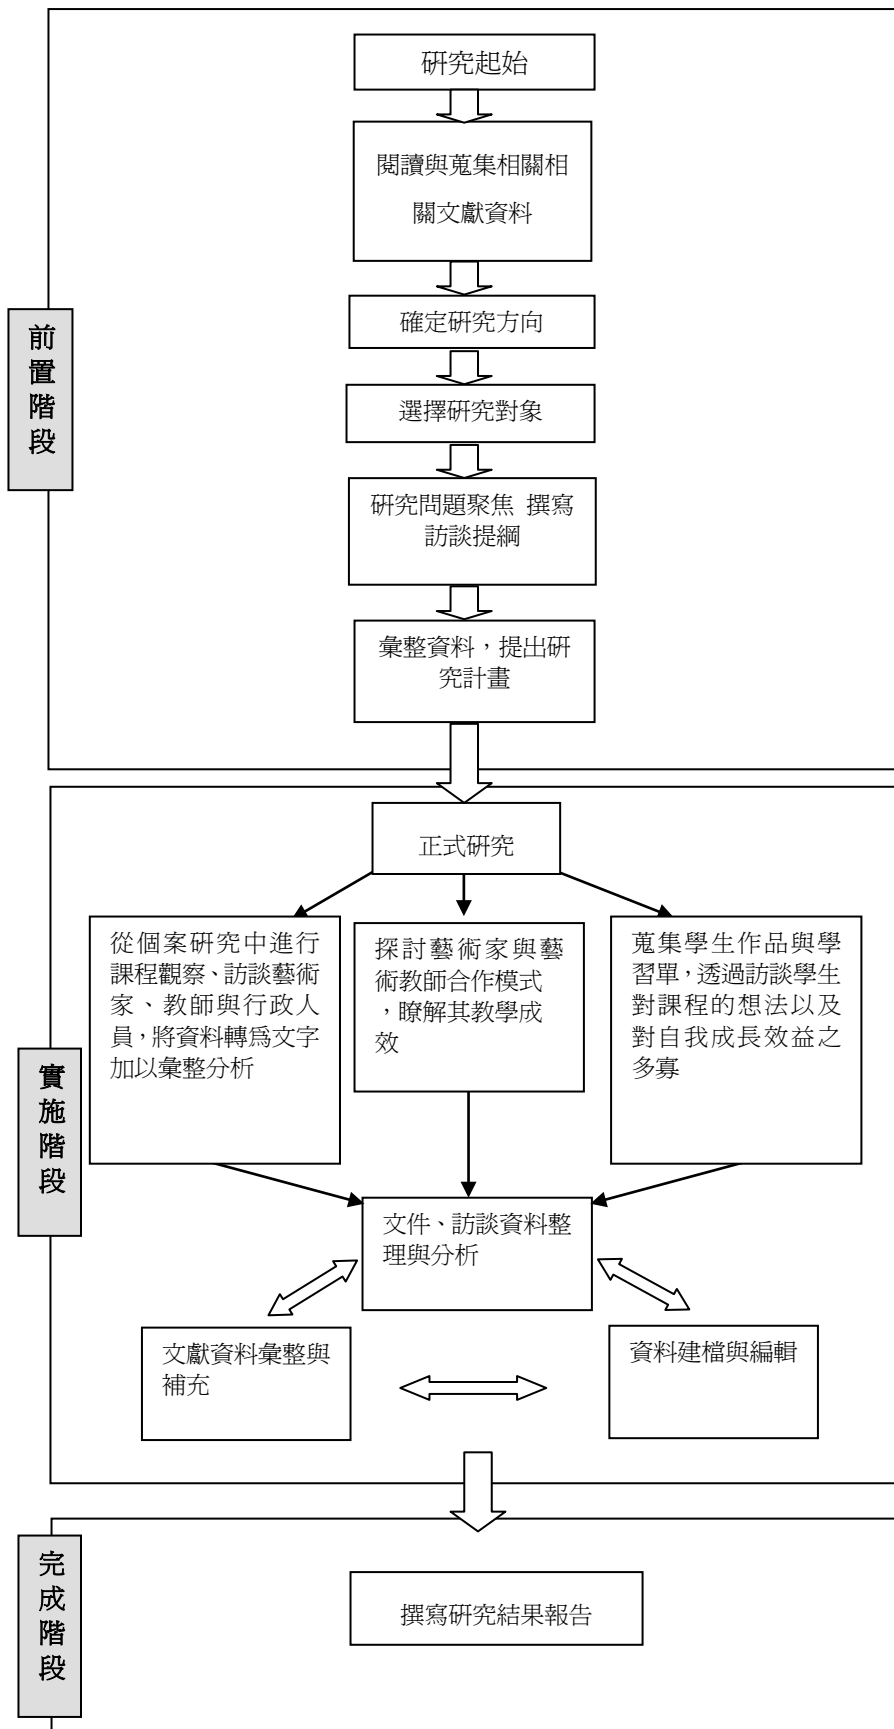 研究起始
閱讀與蒐集相關相
關文獻資料
確定研究方向
選擇研究對象
研究問題聚焦 撰寫
訪談提綱
彙整資料，提出研
究計畫
前置階段
正式研究
從個案研究中進行
課程觀察、訪談藝術
家、教師與行政人
員，將資料轉為文字
加以彙整分析
探討藝術家與藝
術教師合作模式
，瞭解其教學成
效
蒐集學生作品與學
習單，透過訪談學生
對課程的想法以及
對自我成長效益之
多寡
實施階段
文件、訪談資料整
理與分析
文獻資料彙整與
補充
資料建檔與編輯
完成階段
撰寫研究結果報告